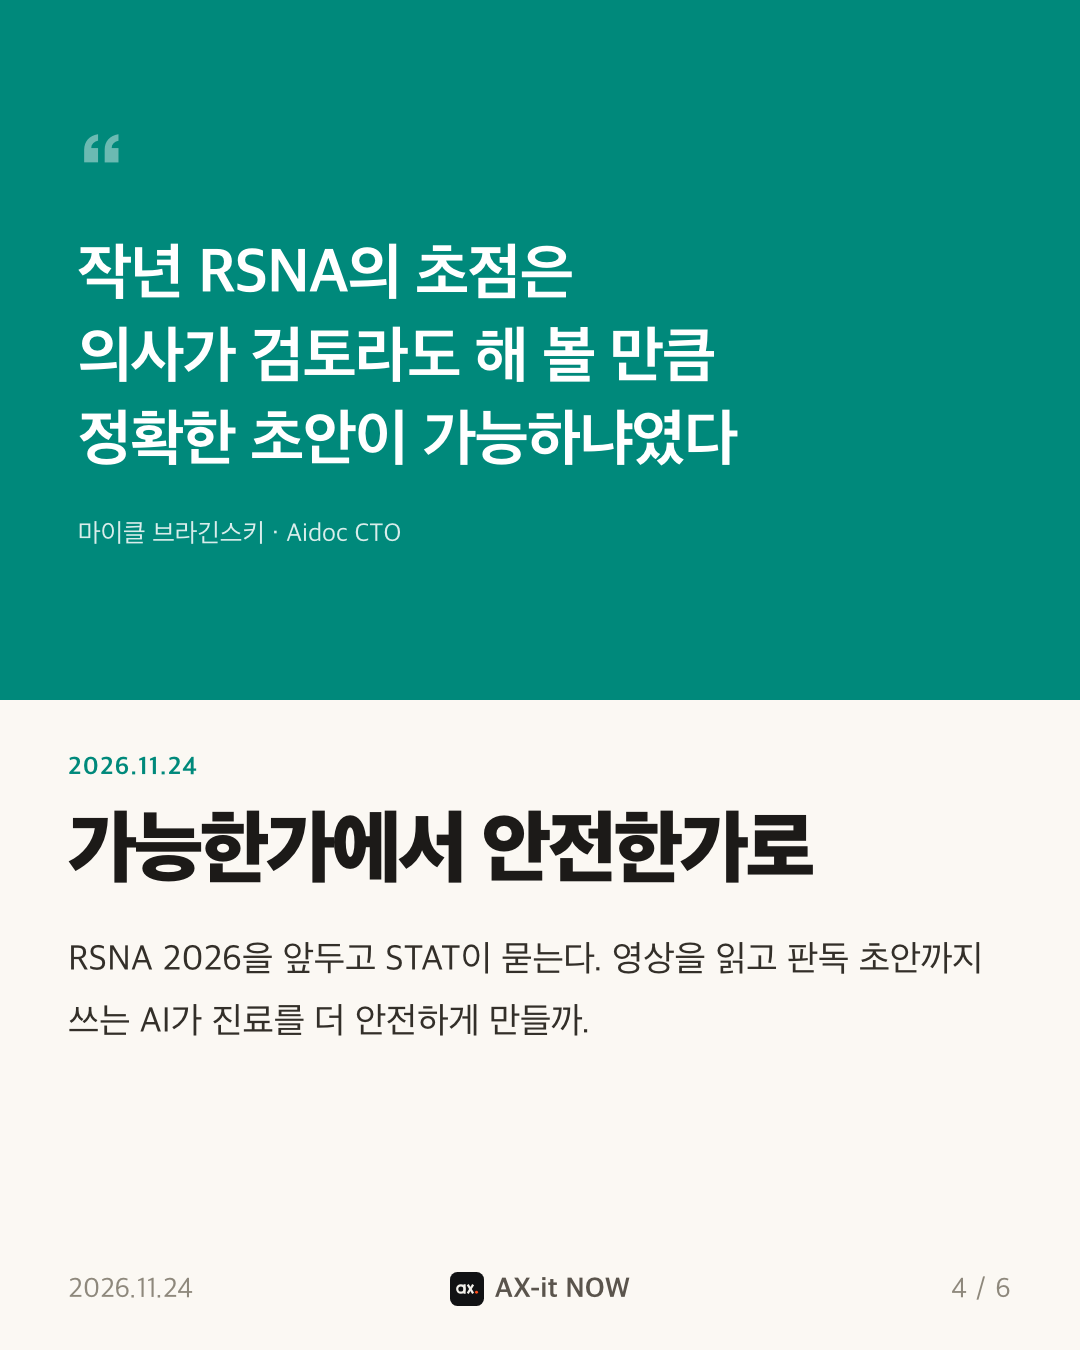 “
작년 RSNA의 초점은
의사가 검토라도 해 볼 만큼
정확한 초안이 가능하냐였다
마이클 브라긴스키 · Aidoc CTO
2026.11.24
가능한가에서 안전한가로
RSNA 2026을 앞두고 STAT이 묻는다. 영상을 읽고 판독 초안까지
쓰는 AI가 진료를 더 안전하게 만들까.
2026.11.24
ax. AX-it NOW
4 / 6